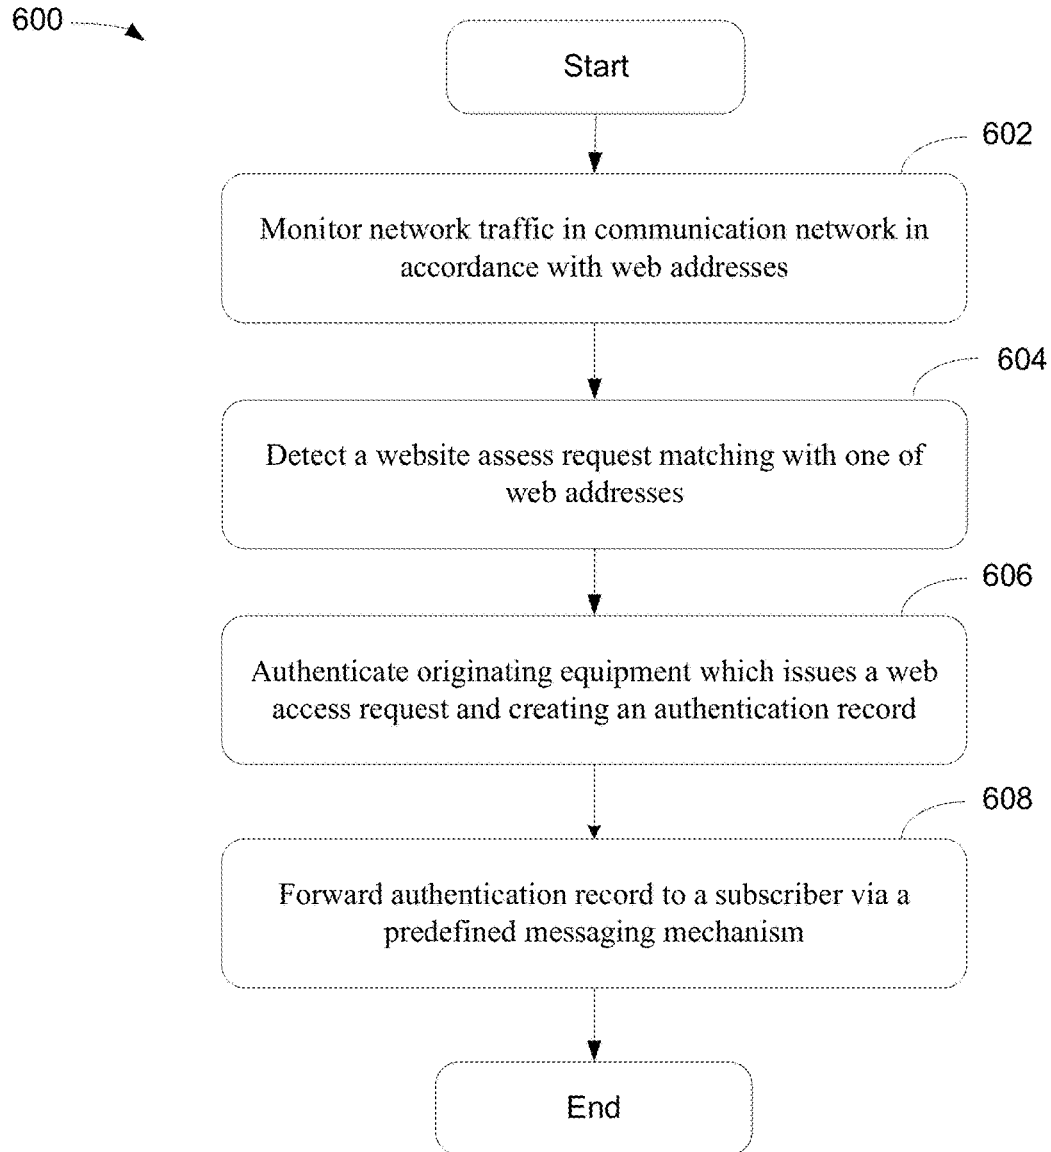 600
Start
602
Monitor network traffic in communication network in
accordance with web addresses
604
Detect a website assess request matching with one of
web addresses
606
Authenticate originating equipment which issues a web
access request and creating an authentication record
608
Forward authentication record to a subscriber via a
predefined messaging mechanism
End